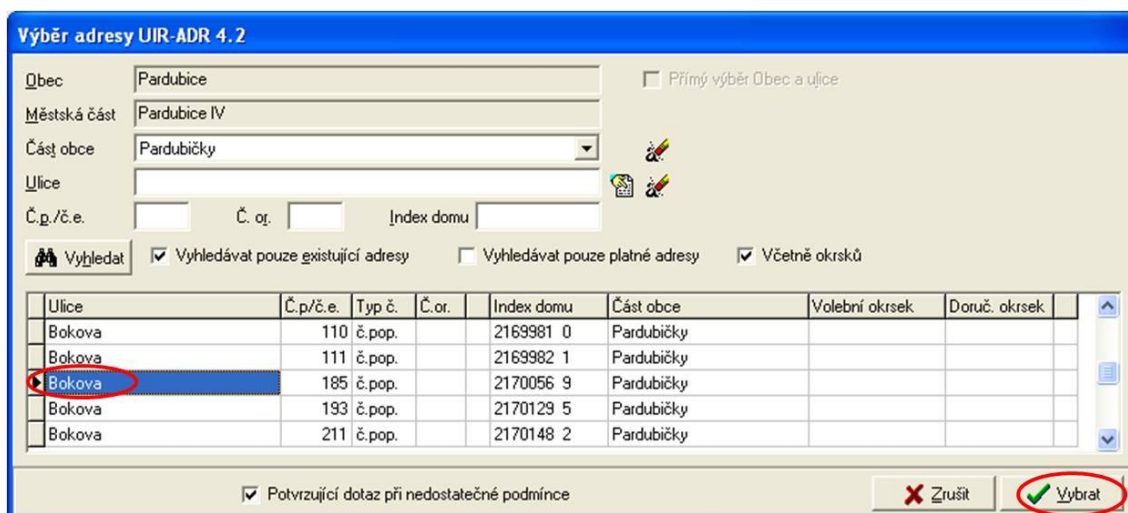 Výběr adresy UIR-ADR 4.2
Obec Pardubice Přímý výběr Obec a ulice
Městská část Pardubice IV
Část obce Pardubičky
Ulice
Č.p./č.e. Č. or. Index domu
Vyhledat Vyhledávat pouze existující adresy Vyhledávat pouze platné adresy Včetně okrsků
Ulice Č.p/č.e. Typ č. Č.or. Index domu Část obce Volební okrsek Doruč. okrsek
Bokova 110 č.pop. 2169981 0 Pardubičky
Bokova 111 č.pop. 2169982 1 Pardubičky
Bokova 185 č.pop. 2170056 9 Pardubičky
Bokova 193 č.pop. 2170129 5 Pardubičky
Bokova 211 č.pop. 2170148 2 Pardubičky
Potvrzující dotaz při nedostatečné podmínce Zrušit Vybrat